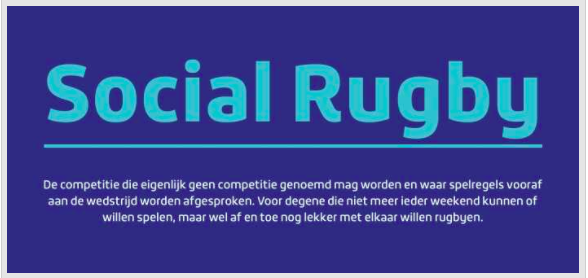 Social Rugby
De competitie die eigenlijk geen competitie genoemd mag worden en waar spelregels vooraf
aan de wedstrijd worden afgesproken. Voor degene die niet meer ieder weekend kunnen of
willen spelen, maar wel af en toe nog lekker met elkaar willen rugbyen.